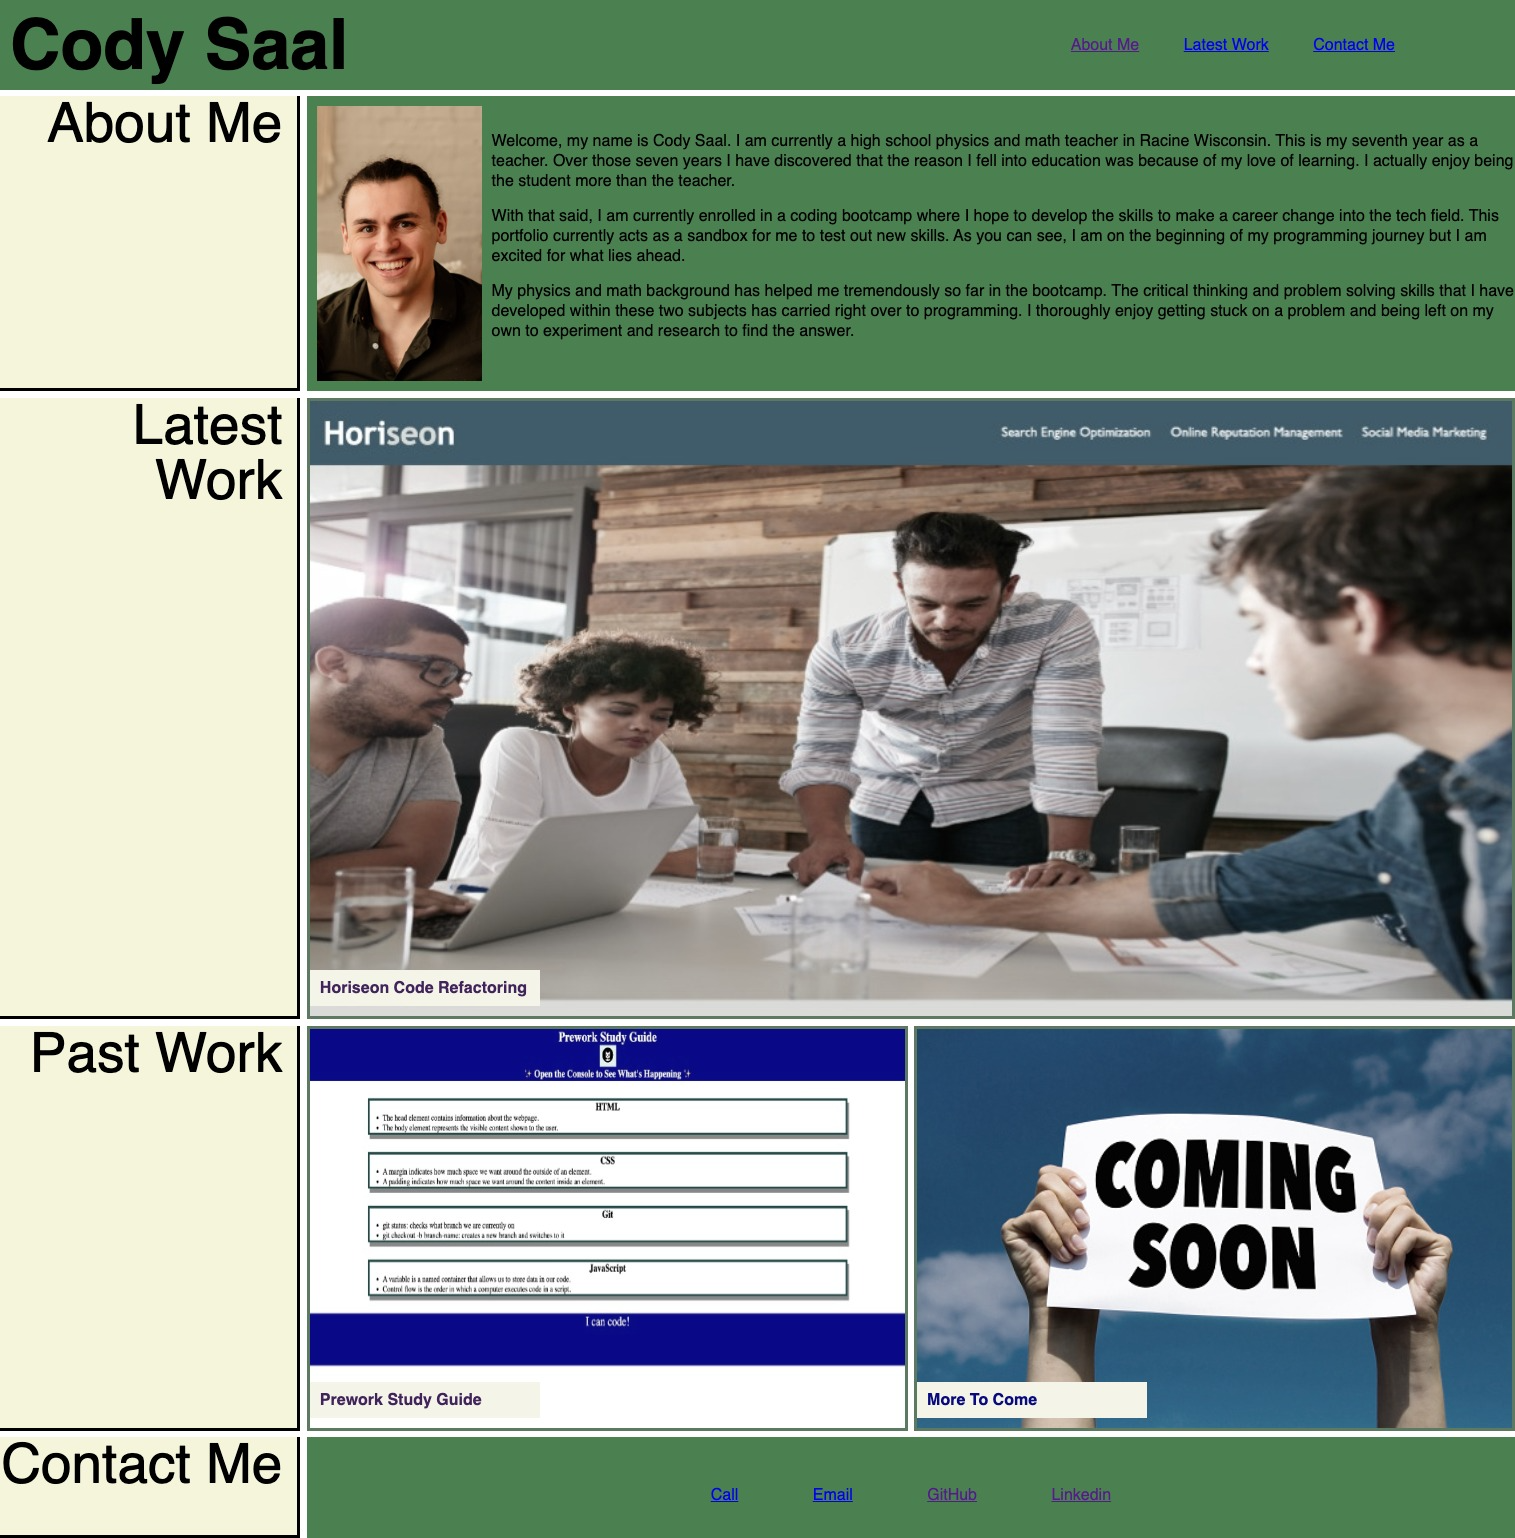 Cody Saal
About Me
Latest Work
Contact Me
About Me
Welcome, my name is Cody Saal. I am currently a high school physics and math teacher in Racine Wisconsin. This is my seventh year as a
teacher. Over those seven years I have discovered that the reason I fell into education was because of my love of learning. I actually enjoy being
the student more than the teacher.
With that said, I am currently enrolled in a coding bootcamp where I hope to develop the skills to make a career change into the tech field. This
portfolio currently acts as a sandbox for me to test out new skills. As you can see, I am on the beginning of my programming journey but I am
excited for what lies ahead.
My physics and math background has helped me tremendously so far in the bootcamp. The critical thinking and problem solving skills that I have
developed within these two subjects has carried right over to programming. I thoroughly enjoy getting stuck on a problem and being left on my
own to experiment and research to find the answer.
Latest
Work
Horiseon
Search Engine Optimization
Online Reputation Management
Social Media Marketing
Horiseon Code Refactoring
Past Work
Prework Study Guide
✨ Open the Console to See What's Happening ✨
HTML
• The head element contains information about the webpage.
• The body element represents the visible content shown to the user.
CSS
• A margin indicates how much space we want around the outside of an element.
• A padding indicates how much space we want around the content inside an element.
Git
• git status: checks what branch we are currently on
• git checkout -b branch-name: creates a new branch and switches to it
JavaScript
• A variable is a named container that allows us to store data in our code.
• Control flow is the order in which a computer executes code in a script.
I can code!
Prework Study Guide
COMING
SOON
More To Come
Contact Me
Call
Email
GitHub
Linkedin